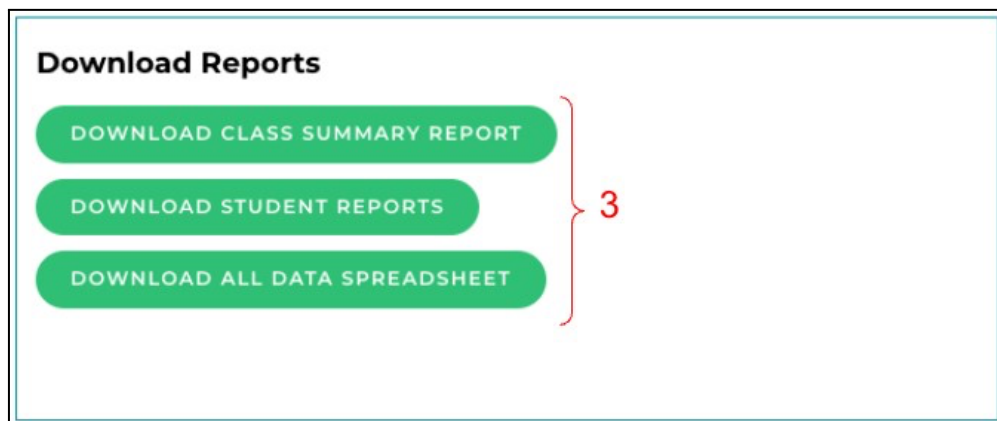 Download Reports
DOWNLOAD CLASS SUMMARY REPORT
DOWNLOAD STUDENT REPORTS
3
DOWNLOAD ALL DATA SPREADSHEET